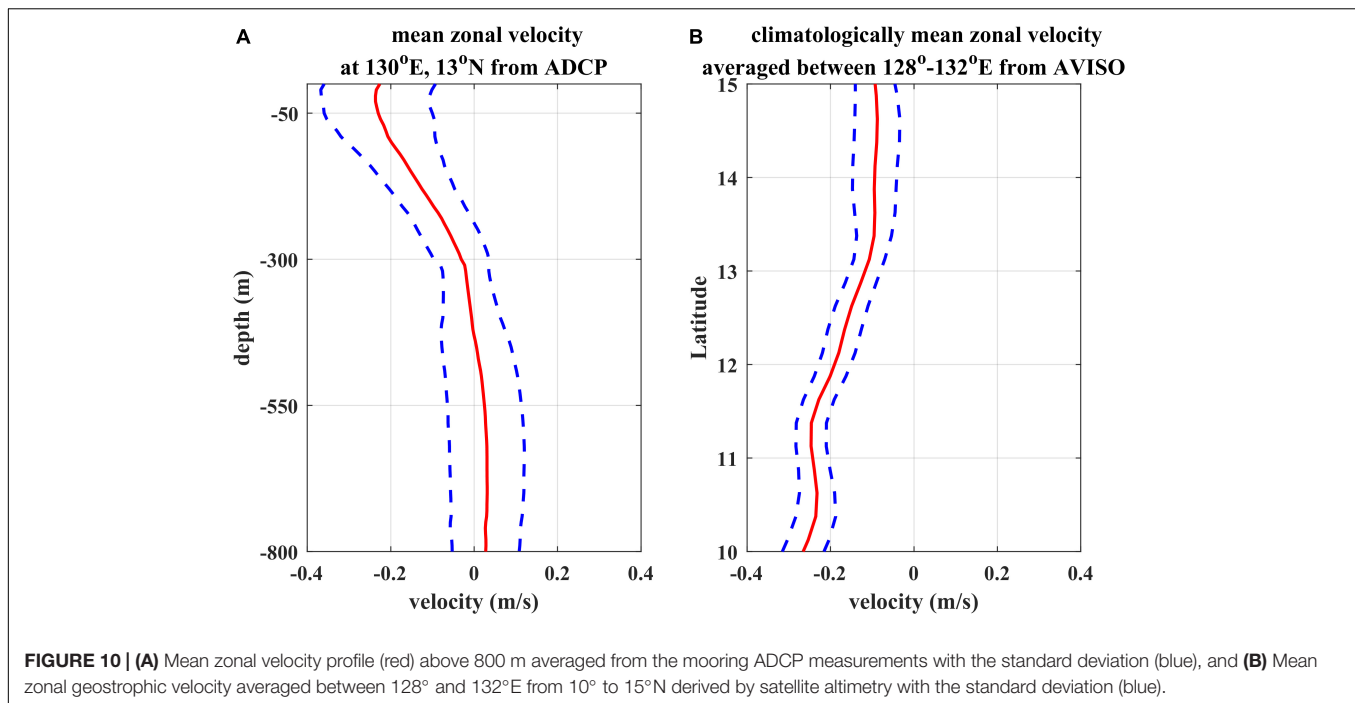 A
mean zonal velocity
at 130°E, 13°N from ADCP
-50
-300
-550
-800
depth (m)
-0.4 -0.2 0 0.2 0.4
velocity (m/s)
B
climatologically mean zonal velocity
averaged between 128°-132°E from AVISO
15
14
13
12
11
10
Latitude
-0.4 -0.2 0 0.2 0.4
velocity (m/s)
FIGURE 10 | (A) Mean zonal velocity profile (red) above 800 m averaged from the mooring ADCP measurements with the standard deviation (blue), and (B) Mean
zonal geostrophic velocity averaged between 128° and 132°E from 10° to 15°N derived by satellite altimetry with the standard deviation (blue).